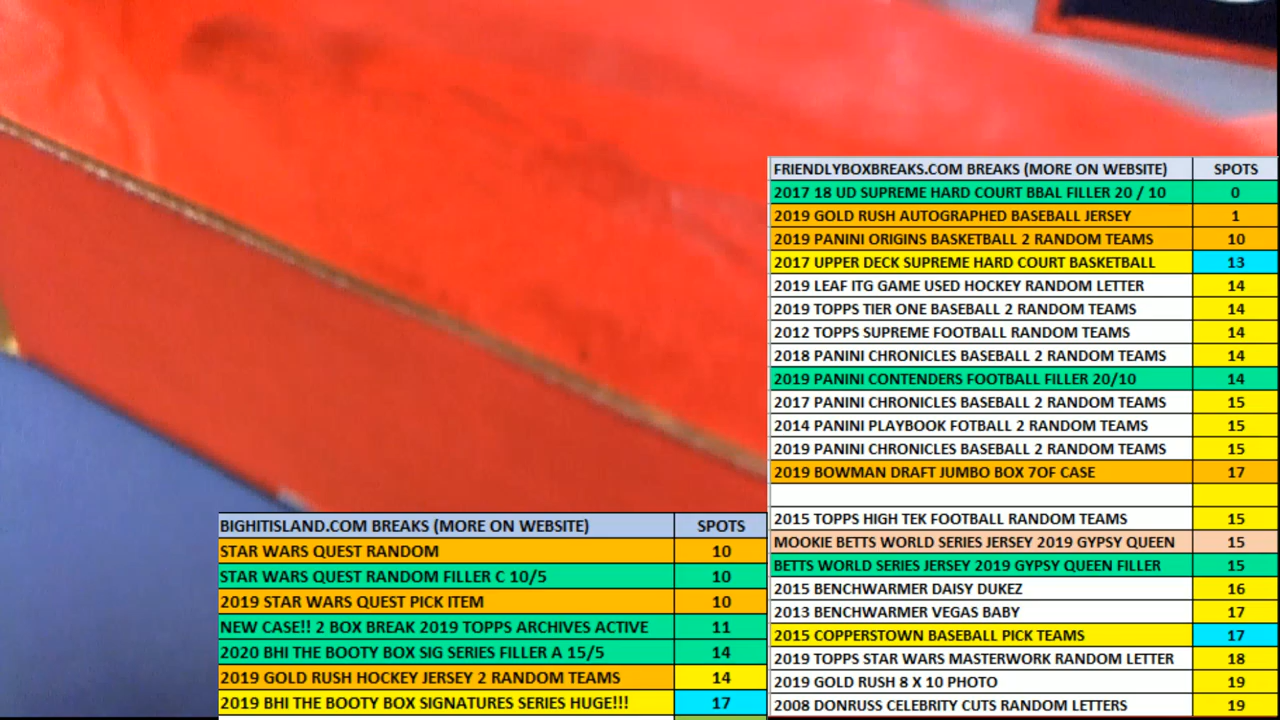 FRIENDLYBOXBREAKS.COM BREAKS (MORE ON WEBSITE) SPOTS
2017 18 UD SUPREME HARD COURT BBAL FILLER 20 / 10 0
2019 GOLD RUSH AUTOGRAPHED BASEBALL JERSEY 1
2019 PANINI ORIGINS BASKETBALL 2 RANDOM TEAMS 10
2017 UPPER DECK SUPREME HARD COURT BASKETBALL 13
2019 LEAF ITG GAME USED HOCKEY RANDOM LETTER 14
2019 TOPPS TIER ONE BASEBALL 2 RANDOM TEAMS 14
2012 TOPPS SUPREME FOOTBALL RANDOM TEAMS 14
2018 PANINI CHRONICLES BASEBALL 2 RANDOM TEAMS 14
2019 PANINI CONTENDERS FOOTBALL FILLER 20/10 14
2017 PANINI CHRONICLES BASEBALL 2 RANDOM TEAMS 15
2014 PANINI PLAYBOOK FOTBALL 2 RANDOM TEAMS 15
2019 PANINI CHRONICLES BASEBALL 2 RANDOM TEAMS 15
2019 BOWMAN DRAFT JUMBO BOX 7OF CASE 17
2015 TOPPS HIGH TEK FOOTBALL RANDOM TEAMS 15
MOOKIE BETTS WORLD SERIES JERSEY 2019 GYPSY QUEEN 15
BETTS WORLD SERIES JERSEY 2019 GYPSY QUEEN FILLER 15
2015 BENCHWARMER DAISY DUKEZ 16
2013 BENCHWARMER VEGAS BABY 17
2015 COPPERSTOWN BASEBALL PICK TEAMS 17
2019 TOPPS STAR WARS MASTERWORK RANDOM LETTER 18
2019 GOLD RUSH 8 X 10 PHOTO 19
2008 DONRUSS CELEBRITY CUTS RANDOM LETTERS 19
BIGHITISLAND.COM BREAKS (MORE ON WEBSITE) SPOTS
STAR WARS QUEST RANDOM 10
STAR WARS QUEST RANDOM FILLER C 10/5 10
2019 STAR WARS QUEST PICK ITEM 10
NEW CASE!! 2 BOX BREAK 2019 TOPPS ARCHIVES ACTIVE 11
2020 BHI THE BOOTY BOX SIG SERIES FILLER A 15/5 14
2019 GOLD RUSH HOCKEY JERSEY 2 RANDOM TEAMS 14
2019 BHI THE BOOTY BOX SIGNATURES SERIES HUGE!!! 17